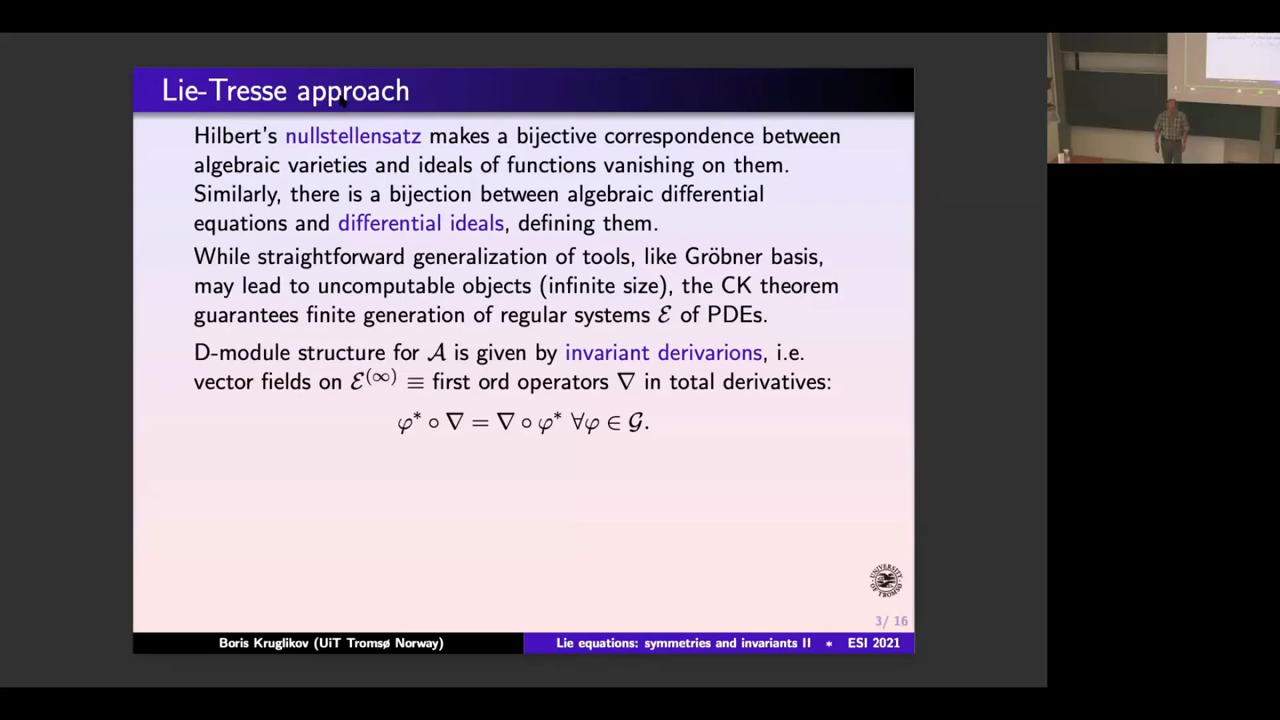 Lie-Tresse approach
Hilbert's nullstellensatz makes a bijective correspondence between
algebraic varieties and ideals of functions vanishing on them.
Similarly, there is a bijection between algebraic differential
equations and differential ideals, defining them.
While straightforward generalization of tools, like Gröbner basis,
may lead to uncomputable objects (infinite size), the CK theorem
guarantees finite generation of regular systems ℰ of PDEs.
D-module structure for 𝒜 is given by invariant derivarions, i.e.
vector fields on ℰ^(∞) ≡ first ord operators ∇ in total derivatives:
φ* ∘ ∇ = ∇ ∘ φ* ∀φ ∈ 𝒢.
UNIVERSITY OF TROMSØ
3/ 16
Boris Kruglikov (UiT Tromsø Norway) Lie equations: symmetries and invariants II * ESI 2021